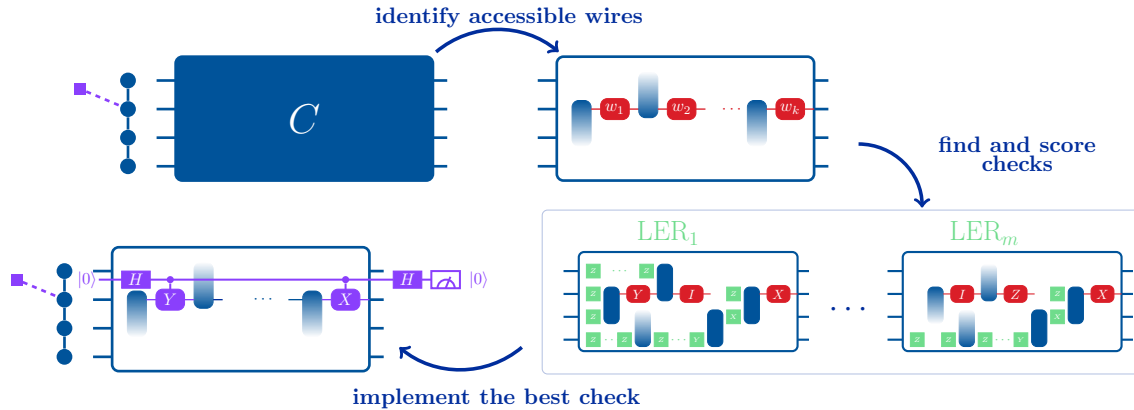 identify accessible wires
C
w₁ w₂ ... wₖ
find and score
checks
LER₁
LERₘ
z ... z
z Y I z X
z x
z .. z z ... Y
...
I Z z X
x
z z z ... Y
|0⟩ H H |0⟩
Y ... X
implement the best check